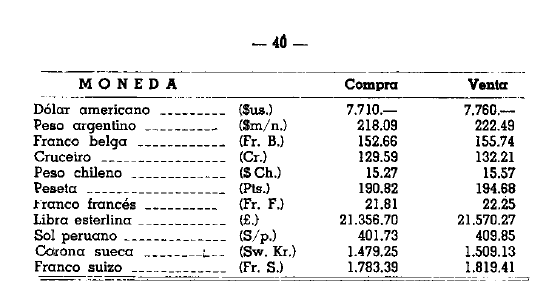 — 40 —
MONEDA Compra Venta
Dólar americano ($us.) 7.710.— 7.760.—
Peso argentino ($m/n.) 218.09 222.49
Franco belga (Fr. B.) 152.66 155.74
Cruceiro (Cr.) 129.59 132.21
Peso chileno ($ Ch.) 15.27 15.57
Peseta (Pts.) 190.82 194.68
Franco francés (Fr. F.) 21.81 22.25
Libra esterlina (£.) 21.356.70 21.570.27
Sol peruano (S/p.) 401.73 409.85
Corona sueca (Sw. Kr.) 1.479.25 1.509.13
Franco suizo (Fr. S.) 1.783.39 1.819.41